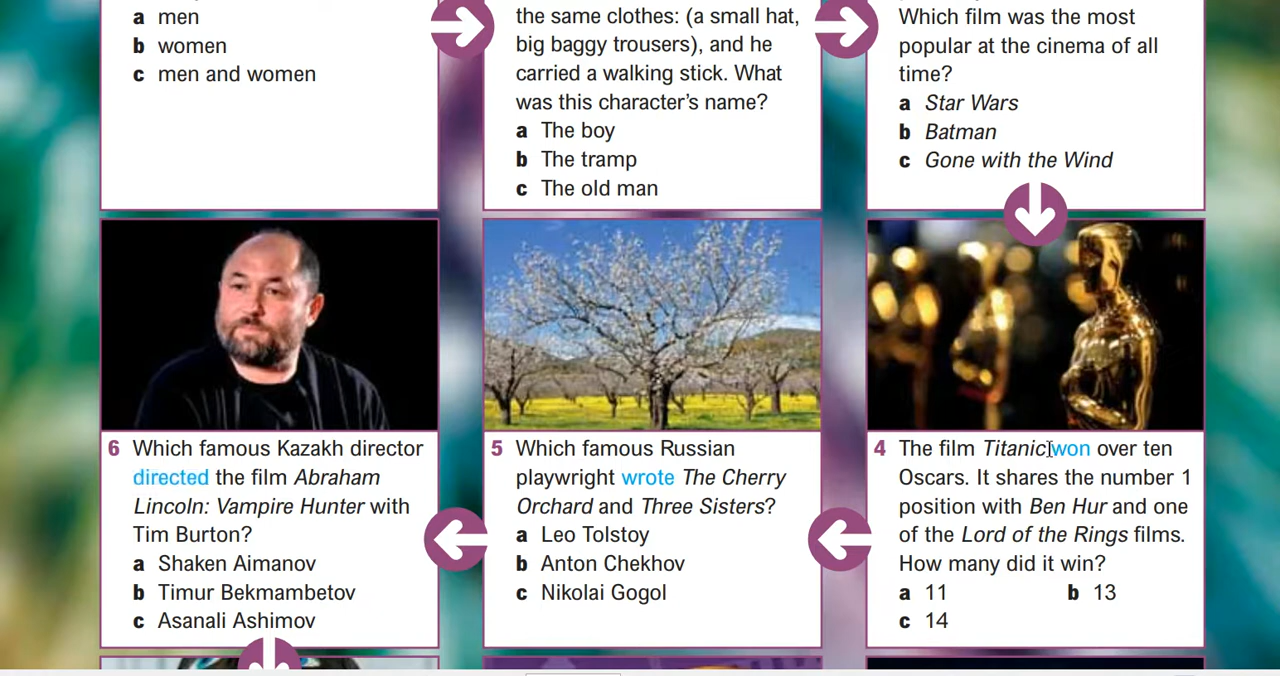 a men
b women
c men and women
the same clothes: (a small hat,
big baggy trousers), and he
carried a walking stick. What
was this character's name?
a The boy
b The tramp
c The old man
Which film was the most
popular at the cinema of all
time?
a Star Wars
b Batman
c Gone with the Wind
6 Which famous Kazakh director
directed the film Abraham
Lincoln: Vampire Hunter with
Tim Burton?
a Shaken Aimanov
b Timur Bekmambetov
c Asanali Ashimov
5 Which famous Russian
playwright wrote The Cherry
Orchard and Three Sisters?
a Leo Tolstoy
b Anton Chekhov
c Nikolai Gogol
4 The film Titanic won over ten
Oscars. It shares the number 1
position with Ben Hur and one
of the Lord of the Rings films.
How many did it win?
a 11 b 13
c 14